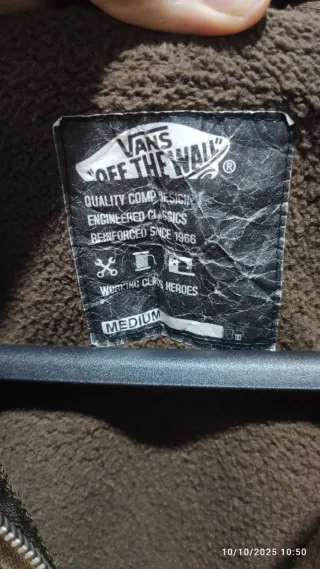 VANS
"OFF THE WALL"®
QUALITY COMP DESIGN
ENGINEERED CLASSICS
REINFORCED SINCE 1966
WORKING CLASS HEROES
MEDIUM
10/10/2025 10:50